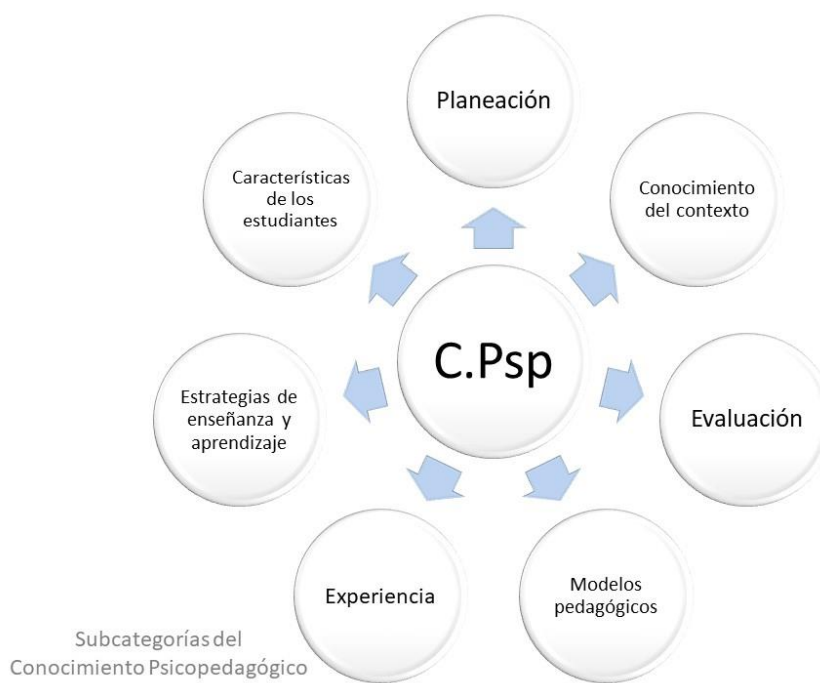 Planeación
Características
de los
estudiantes
Conocimiento
del contexto
C.Psp
Estrategias de
enseñanza y
aprendizaje
Evaluación
Experiencia
Modelos
pedagógicos
Subcategorías del
Conocimiento Psicopedagógico